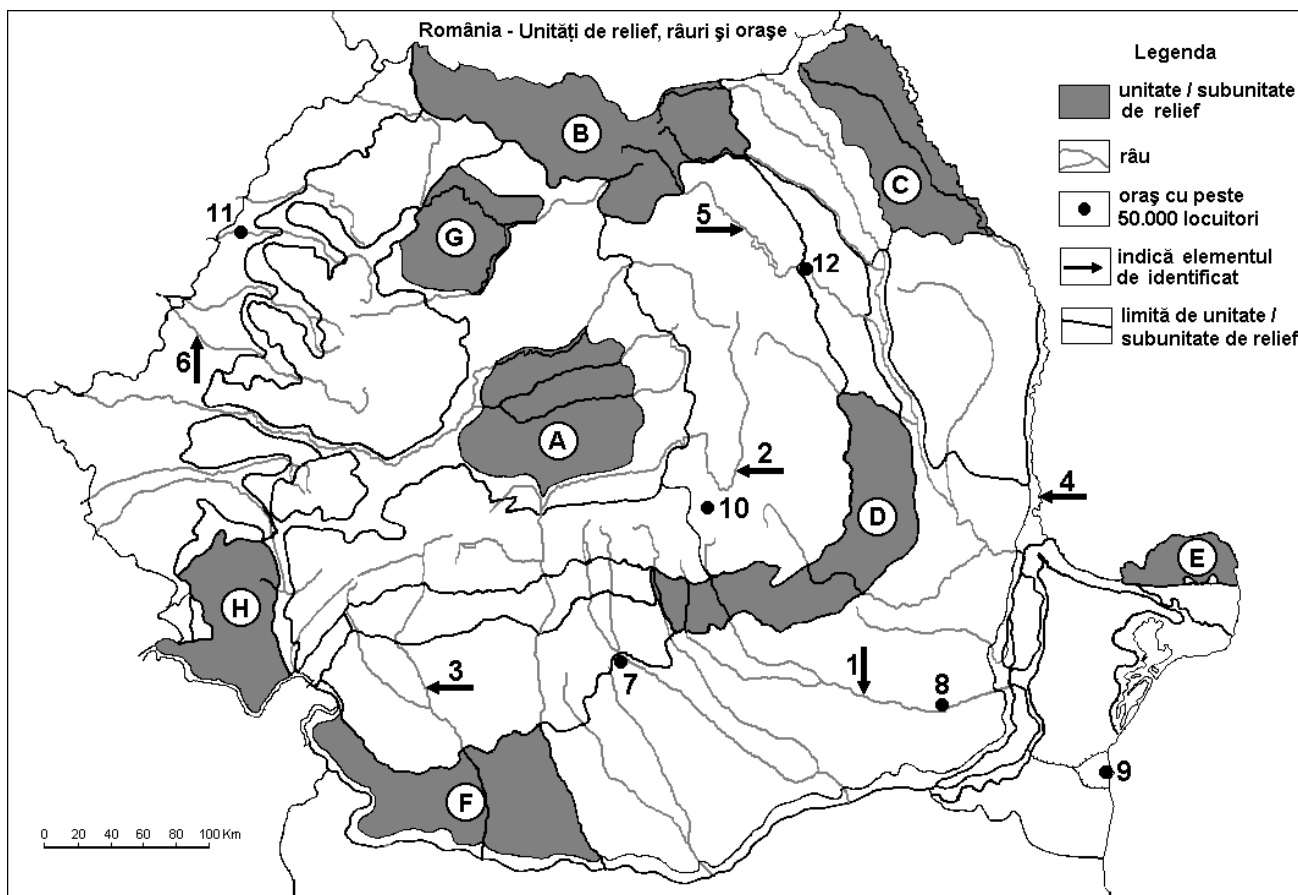 România - Unităţi de relief, râuri şi oraşe
Legenda
unitate / subunitate
de relief
râu
oraş cu peste
50.000 locuitori
indică elementul
de identificat
limită de unitate /
subunitate de relief
B
C
11
G
5
12
6
A
2
10
D
4
E
H
3
7
1
8
9
F
0 20 40 60 80 100 Km